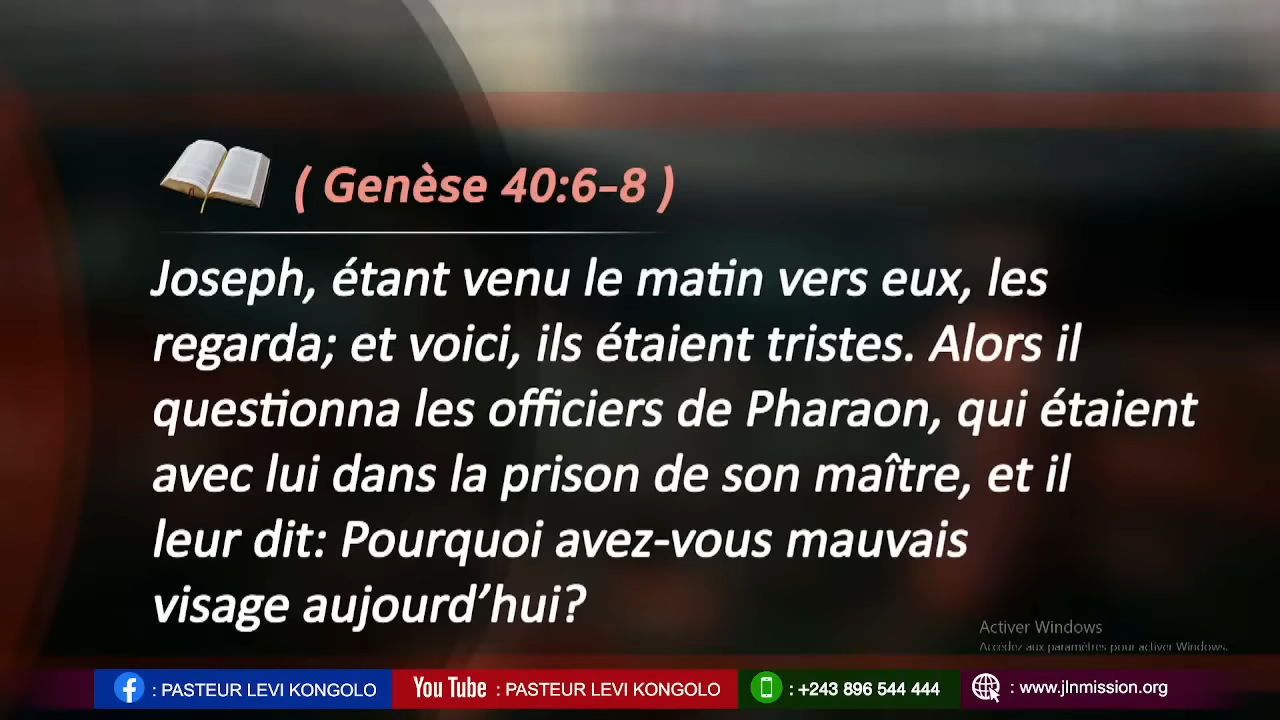 ( Genèse 40:6–8 )
Joseph, étant venu le matin vers eux, les
regarda; et voici, ils étaient tristes. Alors il
questionna les officiers de Pharaon, qui étaient
avec lui dans la prison de son maître, et il
leur dit: Pourquoi avez-vous mauvais
visage aujourd’hui?
Activer Windows
Accédez aux paramètres pour activer Windows.
: PASTEUR LEVI KONGOLO You Tube : PASTEUR LEVI KONGOLO : +243 896 544 444 : www.jlnmission.org